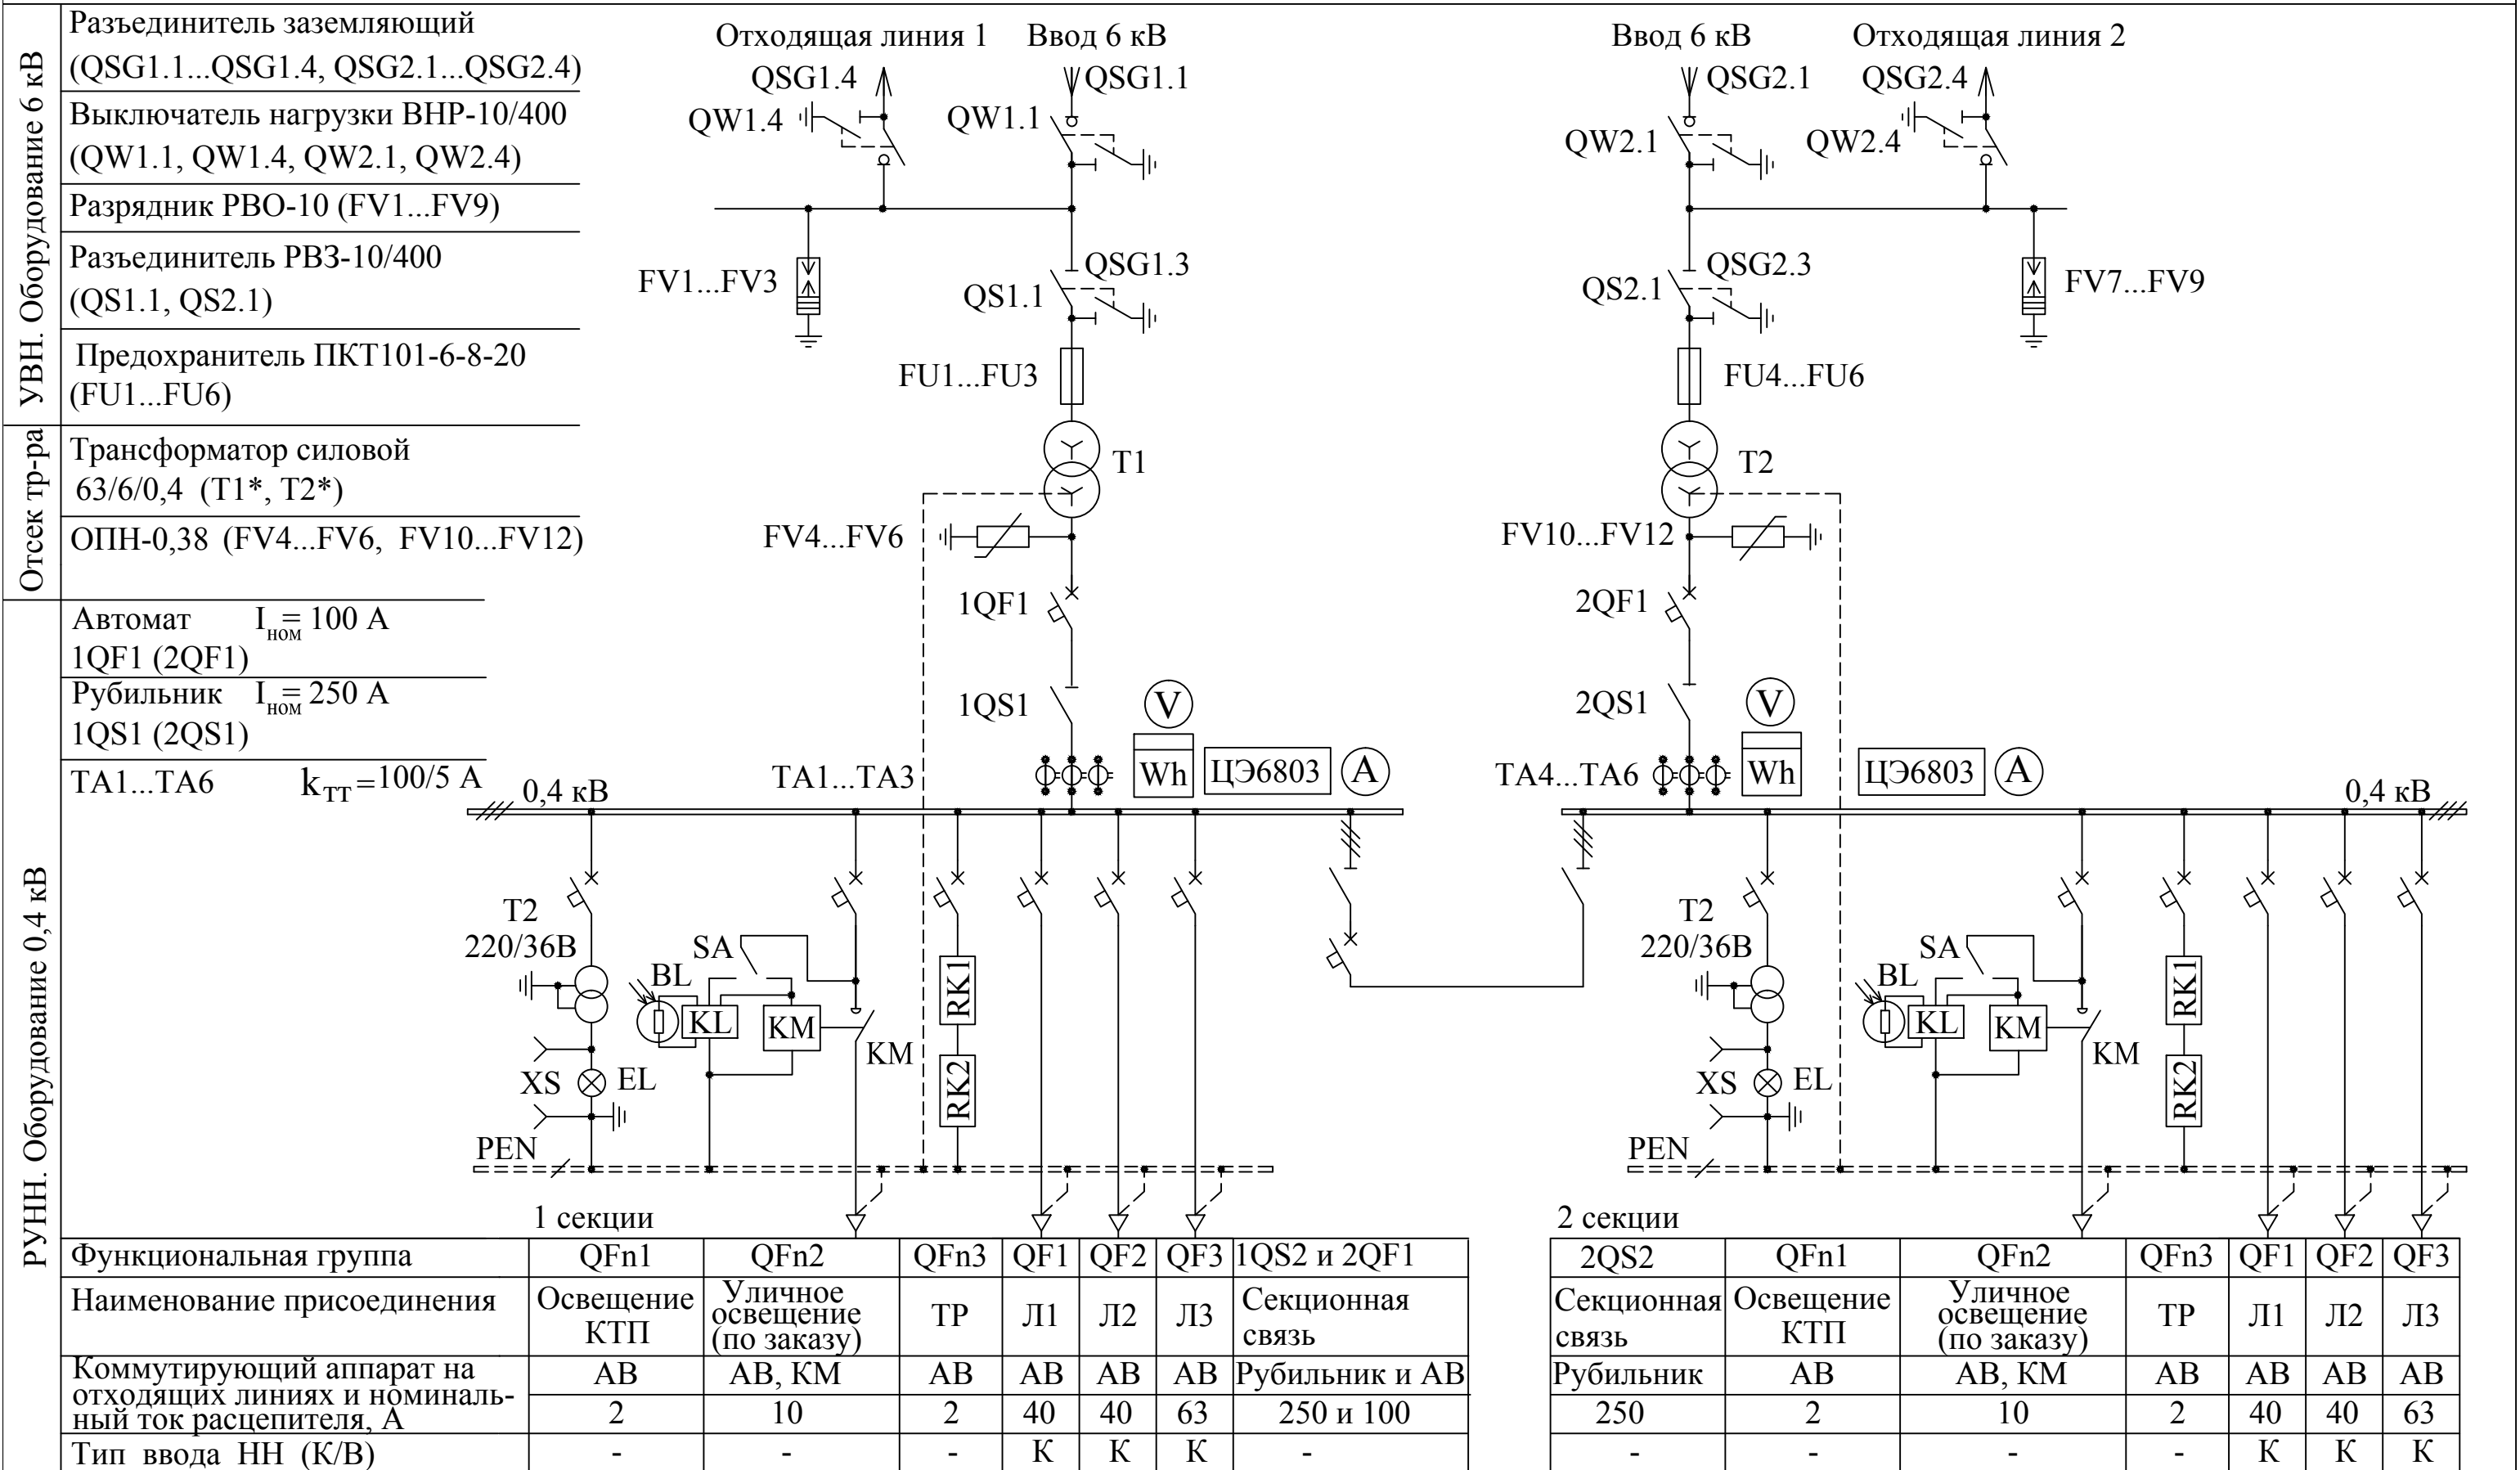 УВН. Оборудование 6 кВ
Разъединитель заземляющий
(QSG1.1...QSG1.4, QSG2.1...QSG2.4)
Выключатель нагрузки ВНР-10/400
(QW1.1, QW1.4, QW2.1, QW2.4)
Разрядник РВО-10 (FV1...FV9)
Разъединитель РВЗ-10/400
(QS1.1, QS2.1)
Предохранитель ПКТ101-6-8-20
(FU1...FU6)
Отсек тр-ра
Трансформатор силовой
63/6/0,4 (T1*, T2*)
ОПН-0,38 (FV4...FV6, FV10...FV12)
РУНН. Оборудование 0,4 кВ
Автомат Iном = 100 А
1QF1 (2QF1)
Рубильник Iном = 250 А
1QS1 (2QS1)
TA1...TA6 kТТ = 100/5 А
Отходящая линия 1
Ввод 6 кВ
QSG1.4
QSG1.1
QW1.4
QW1.1
FV1...FV3
QSG1.3
QS1.1
FU1...FU3
T1
FV4...FV6
1QF1
1QS1
V
TA1...TA3
Wh
ЦЭ6803
A
0,4 кВ
T2
220/36В
SA
BL
KL
KM
KM
RK1
RK2
XS
EL
PEN
1 секции
Ввод 6 кВ
Отходящая линия 2
QSG2.1
QSG2.4
QW2.1
QW2.4
QSG2.3
QS2.1
FV7...FV9
FU4...FU6
T2
FV10...FV12
2QF1
2QS1
V
TA4...TA6
Wh
ЦЭ6803
A
0,4 кВ
T2
220/36В
SA
BL
KL
KM
KM
RK1
RK2
XS
EL
PEN
2 секции
Функциональная группа QFn1 QFn2 QFn3 QF1 QF2 QF3 1QS2 и 2QF1
Наименование присоединения
Освещение
КТП
Уличное
освещение
(по заказу)
ТР Л1 Л2 Л3
Секционная
связь
Коммутирующий аппарат на
отходящих линиях и номиналь-
ный ток расцепителя, А
АВ АВ, КМ АВ АВ АВ АВ Рубильник и АВ
2 10 2 40 40 63 250 и 100
Тип ввода НН (К/В) - - - К К К -
2QS2 QFn1 QFn2 QFn3 QF1 QF2 QF3
Секционная
связь
Освещение
КТП
Уличное
освещение
(по заказу)
ТР Л1 Л2 Л3
Рубильник АВ АВ, КМ АВ АВ АВ АВ
250 2 10 2 40 40 63
- - - - К К К